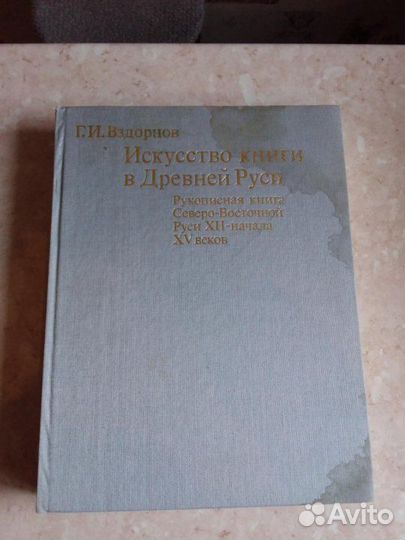 Г.И. Вздорнов
Искусство книги
в Древней Руси
Рукописная книга
Северо-Восточной
Руси XII-начала
XV веков
Avito